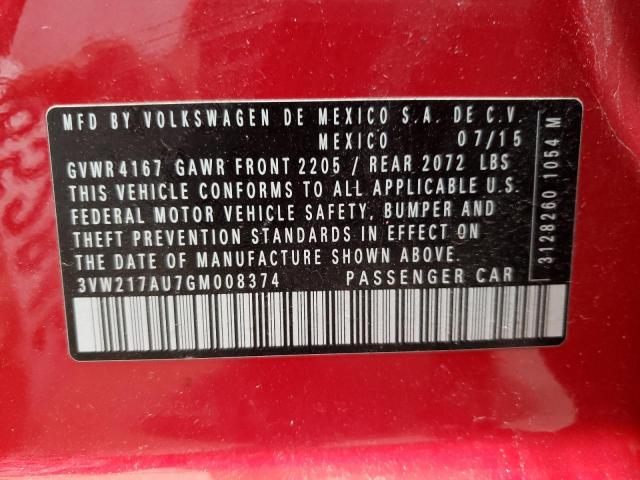 MFD BY VOLKSWAGEN DE MEXICO S.A. DE C.V.
MEXICO 07/15
GVWR 4167 GAWR FRONT 2205 / REAR 2072 LBS
THIS VEHICLE CONFORMS TO ALL APPLICABLE U.S.
FEDERAL MOTOR VEHICLE SAFETY, BUMPER AND
THEFT PREVENTION STANDARDS IN EFFECT ON
THE DATE OF MANUFACTURE SHOWN ABOVE.
3VW217AU7GM008374 PASSENGER CAR
3128260 1054 M